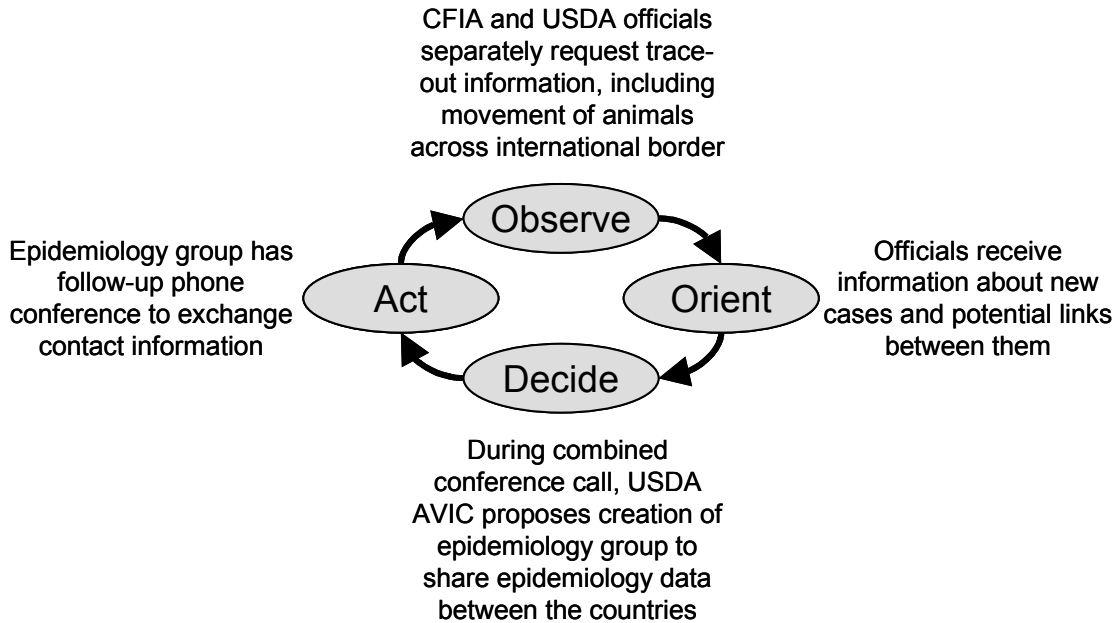 CFIA and USDA officials
separately request trace-
out information, including
movement of animals
across international border
Observe
Epidemiology group has
follow-up phone
conference to exchange
contact information
Act
Orient
Officials receive
information about new
cases and potential links
between them
Decide
During combined
conference call, USDA
AVIC proposes creation of
epidemiology group to
share epidemiology data
between the countries